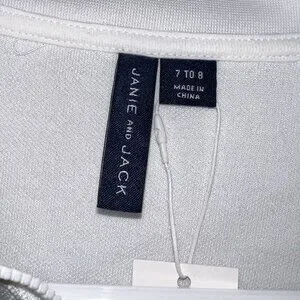 JANIE AND JACK
7 TO 8
MADE IN
CHINA